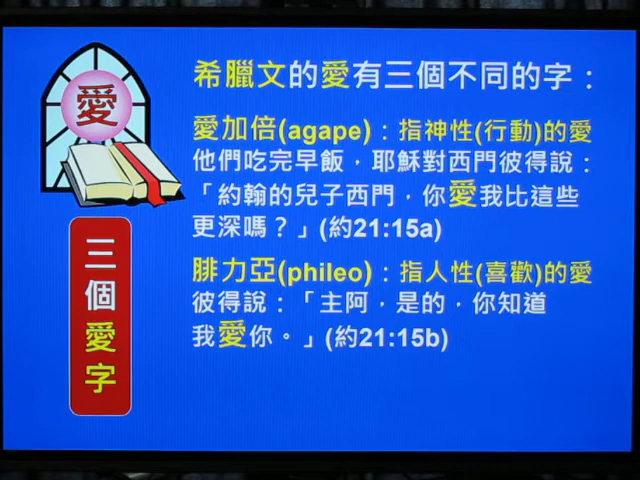 愛
三個愛字
希臘文的愛有三個不同的字：
愛加倍(agape)：指神性(行動)的愛
他們吃完早飯，耶穌對西門彼得說：
「約翰的兒子西門，你愛我比這些
更深嗎？」(約21:15a)
腓力亞(phileo)：指人性(喜歡)的愛
彼得說：「主阿，是的，你知道
我愛你。」(約21:15b)